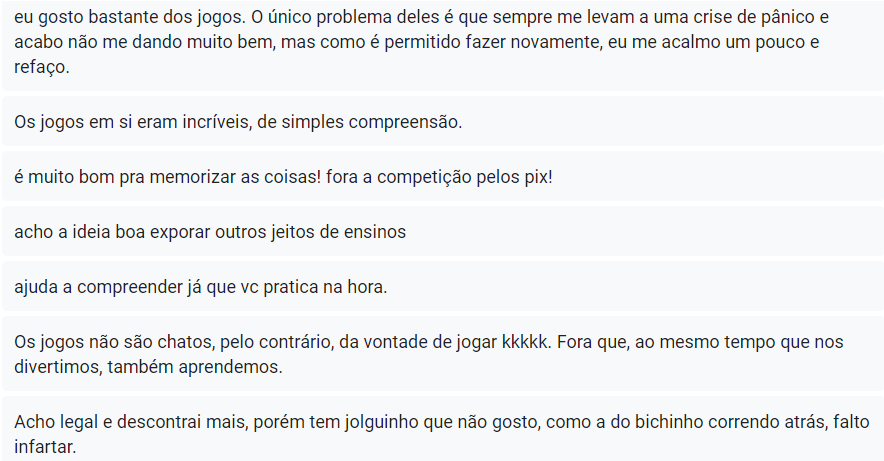 eu gosto bastante dos jogos. O único problema deles é que sempre me levam a uma crise de pânico e
acabo não me dando muito bem, mas como é permitido fazer novamente, eu me acalmo um pouco e
refaço.
Os jogos em si eram incríveis, de simples compreensão.
é muito bom pra memorizar as coisas! fora a competição pelos pix!
acho a ideia boa exporar outros jeitos de ensinos
ajuda a compreender já que vc pratica na hora.
Os jogos não são chatos, pelo contrário, da vontade de jogar kkkkk. Fora que, ao mesmo tempo que nos
divertimos, também aprendemos.
Acho legal e descontrai mais, porém tem jolguinho que não gosto, como a do bichinho correndo atrás, falto
infartar.